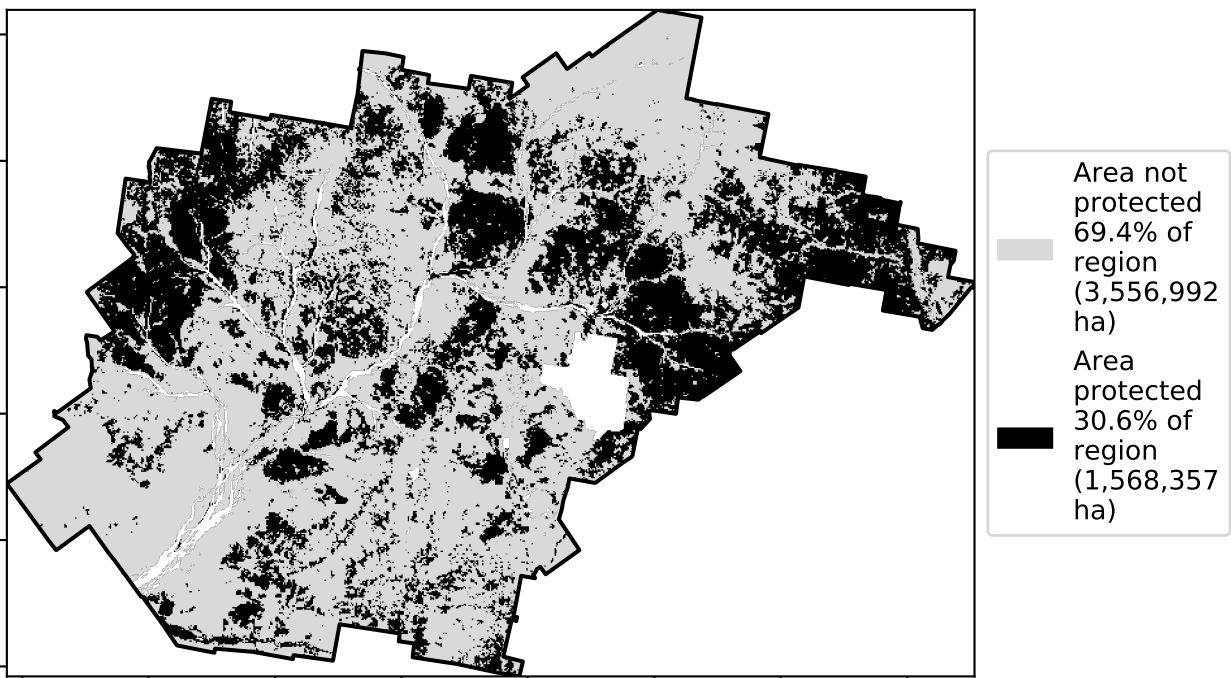 Area not
protected
69.4% of
region
(3,556,992
ha)
Area
protected
30.6% of
region
(1,568,357
ha)